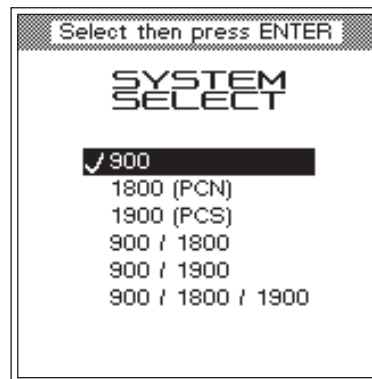 Select then press ENTER
SYSTEM
SELECT
✓ 900
1800 (PCN)
1900 (PCS)
900 / 1800
900 / 1900
900 / 1800 / 1900